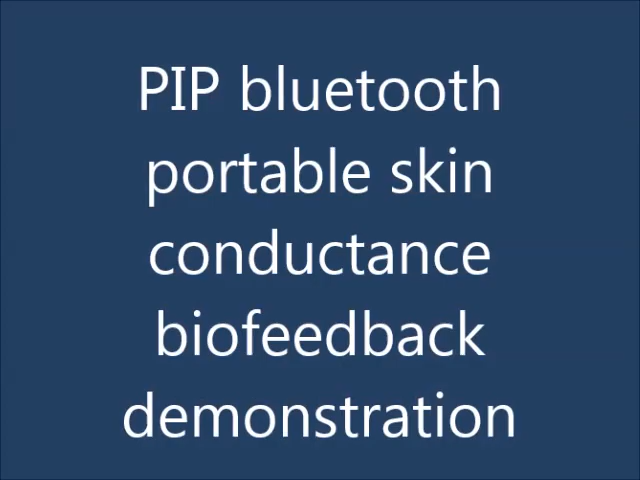 PIP bluetooth
portable skin
conductance
biofeedback
demonstration